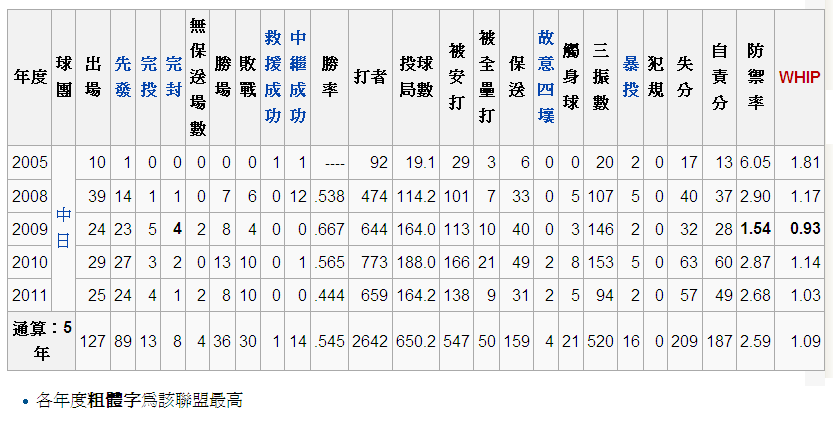 年度 球團 出場 先發 完投 完封 無保送場數 勝場 敗戰 救援成功 中繼成功 勝率 打者 投球局數 被安打 被全壘打 保送 故意四壞 觸身球 三振數 暴投 犯規 失分 自責分 防禦率 WHIP
2005 中日 10 1 0 0 0 0 0 1 1 ---- 92 19.1 29 3 6 0 0 20 2 0 17 13 6.05 1.81
2008 39 14 1 1 0 7 6 0 12 .538 474 114.2 101 7 33 0 5 107 5 0 40 37 2.90 1.17
2009 24 23 5 4 2 8 4 0 0 .667 644 164.0 113 10 40 0 3 146 2 0 32 28 1.54 0.93
2010 29 27 3 2 0 13 10 0 1 .565 773 188.0 166 21 49 2 8 153 5 0 63 60 2.87 1.14
2011 25 24 4 1 2 8 10 0 0 .444 659 164.2 138 9 31 2 5 94 2 0 57 49 2.68 1.03
通算：5年 127 89 13 8 4 36 30 1 14 .545 2642 650.2 547 50 159 4 21 520 16 0 209 187 2.59 1.09
• 各年度粗體字爲該聯盟最高